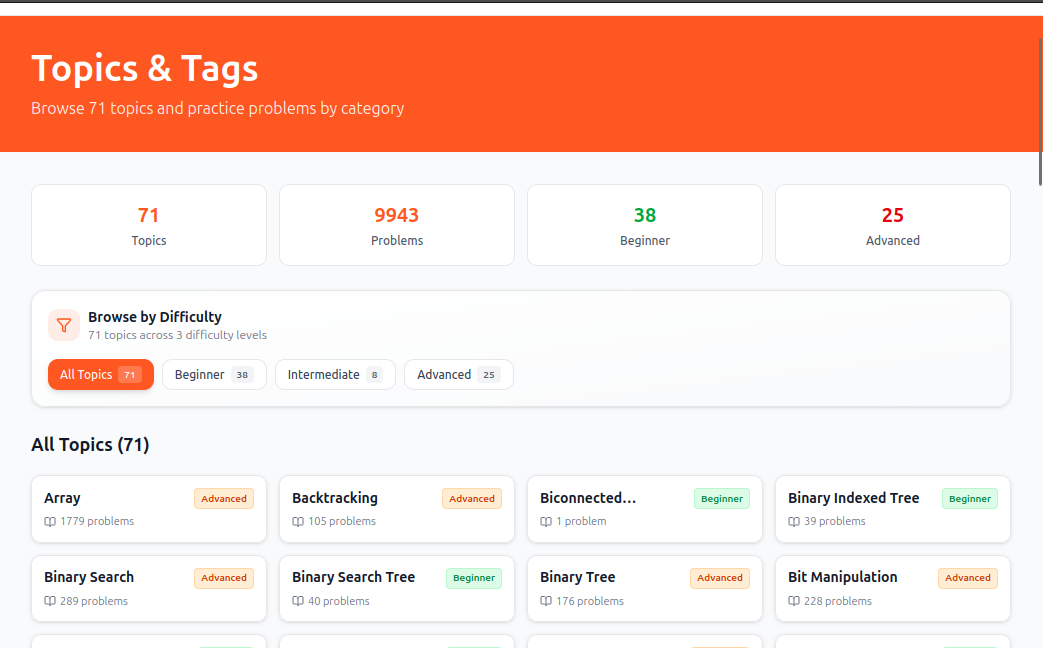 Topics & Tags
Browse 71 topics and practice problems by category
71
Topics
9943
Problems
38
Beginner
25
Advanced
Browse by Difficulty
71 topics across 3 difficulty levels
All Topics 71
Beginner 38
Intermediate 8
Advanced 25
All Topics (71)
Array Advanced
1779 problems
Backtracking Advanced
105 problems
Biconnected... Beginner
1 problem
Binary Indexed Tree Beginner
39 problems
Binary Search Advanced
289 problems
Binary Search Tree Beginner
40 problems
Binary Tree Advanced
176 problems
Bit Manipulation Advanced
228 problems